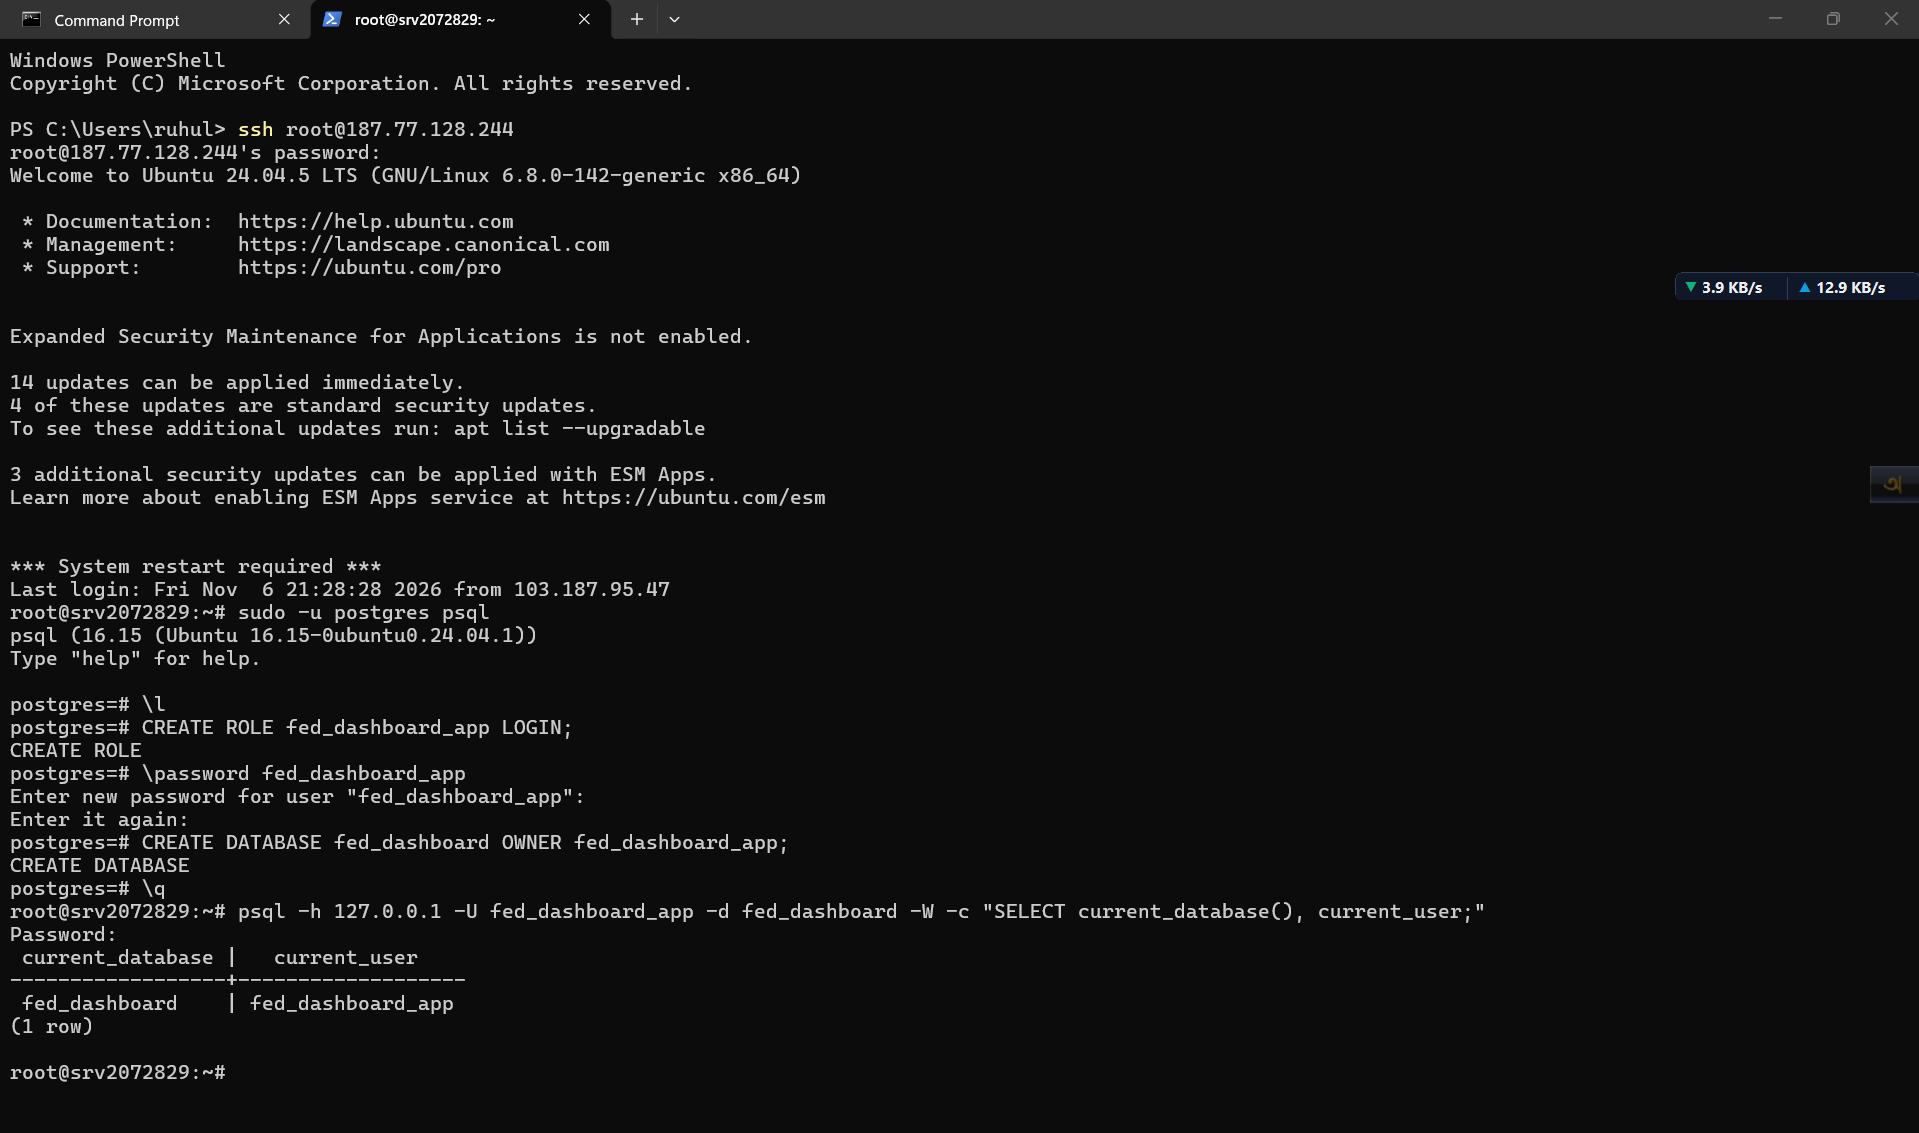 Command Prompt
root@srv2072829: ~
Windows PowerShell
Copyright (C) Microsoft Corporation. All rights reserved.
PS C:\Users\ruhul> ssh root@187.77.128.244
root@187.77.128.244's password:
Welcome to Ubuntu 24.04.5 LTS (GNU/Linux 6.8.0-142-generic x86_64)
* Documentation:  https://help.ubuntu.com
* Management:     https://landscape.canonical.com
* Support:        https://ubuntu.com/pro
3.9 KB/s 12.9 KB/s
Expanded Security Maintenance for Applications is not enabled.
14 updates can be applied immediately.
4 of these updates are standard security updates.
To see these additional updates run: apt list --upgradable
3 additional security updates can be applied with ESM Apps.
অ
Learn more about enabling ESM Apps service at https://ubuntu.com/esm
*** System restart required ***
Last login: Fri Nov  6 21:28:28 2026 from 103.187.95.47
root@srv2072829:~# sudo -u postgres psql
psql (16.15 (Ubuntu 16.15-0ubuntu0.24.04.1))
Type "help" for help.
postgres=# \l
postgres=# CREATE ROLE fed_dashboard_app LOGIN;
CREATE ROLE
postgres=# \password fed_dashboard_app
Enter new password for user "fed_dashboard_app":
Enter it again:
postgres=# CREATE DATABASE fed_dashboard OWNER fed_dashboard_app;
CREATE DATABASE
postgres=# \q
root@srv2072829:~# psql -h 127.0.0.1 -U fed_dashboard_app -d fed_dashboard -W -c "SELECT current_database(), current_user;"
Password:
current_database |   current_user
------------------+-------------------
fed_dashboard    | fed_dashboard_app
(1 row)
root@srv2072829:~#